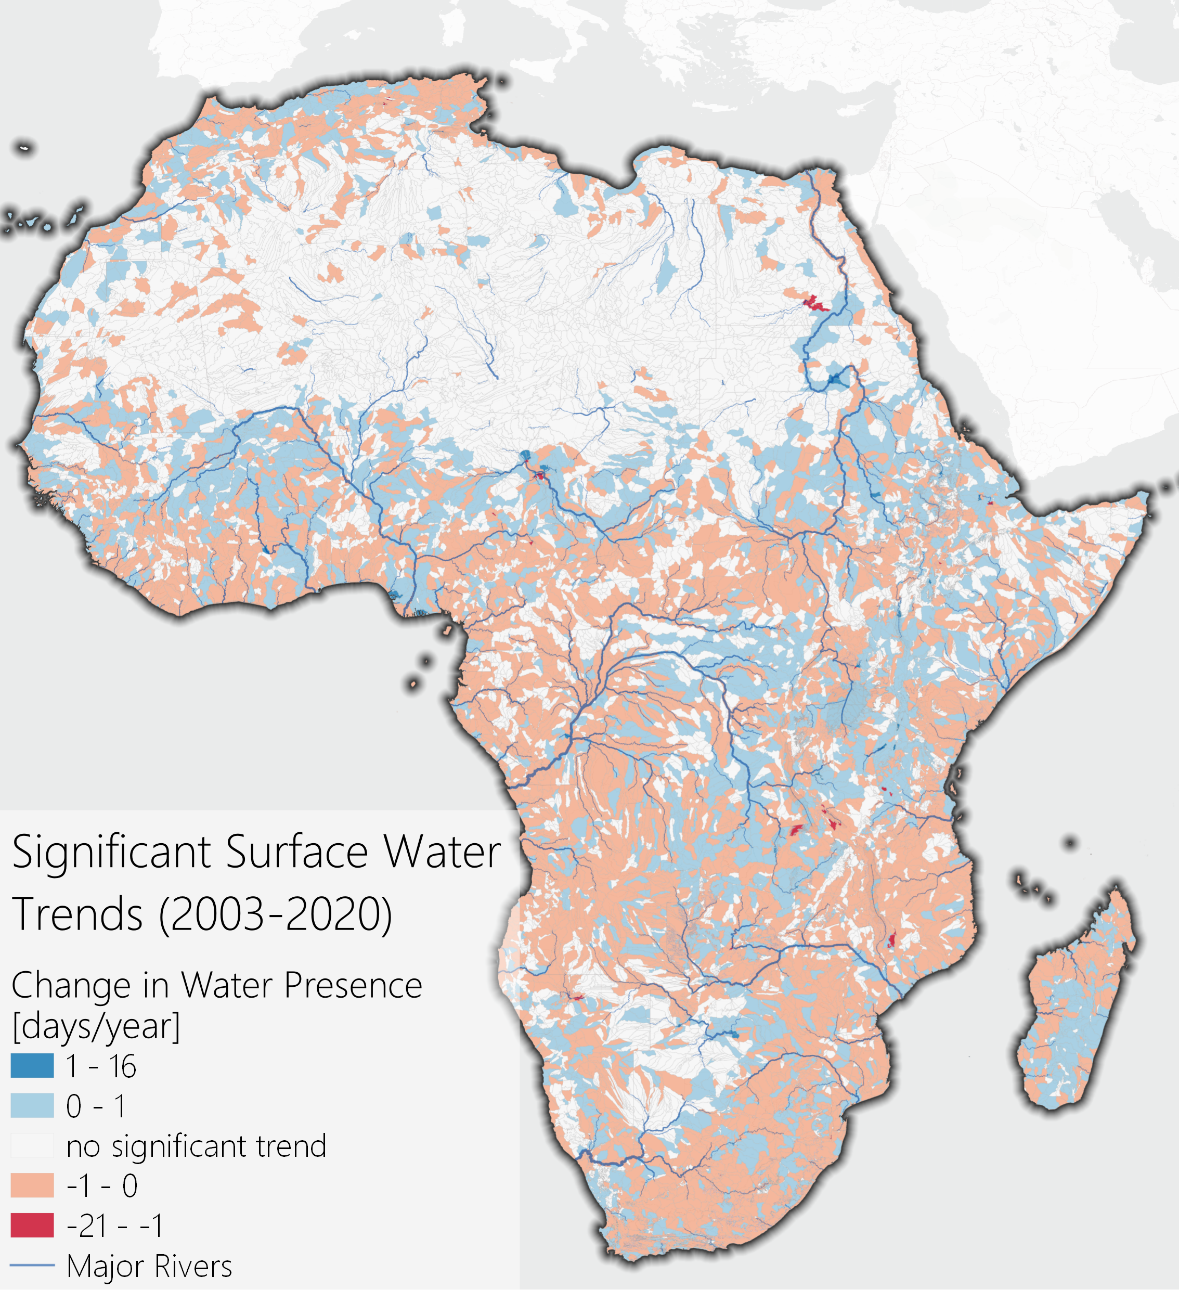 Significant Surface Water
Trends (2003-2020)
Change in Water Presence
[days/year]
1 - 16
0 - 1
no significant trend
-1 - 0
-21 - -1
Major Rivers